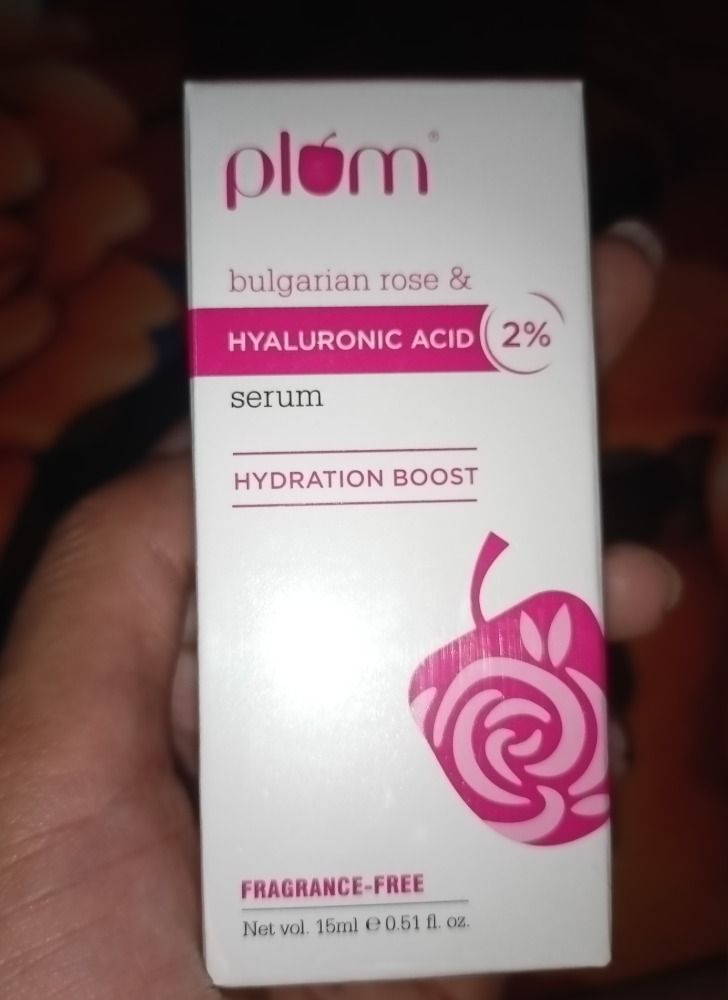 plum®
bulgarian rose &
HYALURONIC ACID 2%
serum
HYDRATION BOOST
FRAGRANCE-FREE
Net vol. 15ml ℮ 0.51 fl. oz.